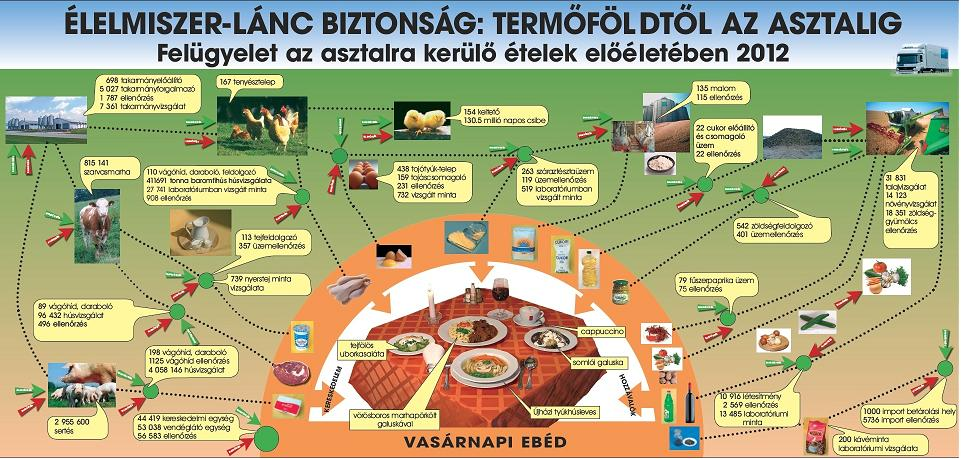 ÉLELMISZER-LÁNC BIZTONSÁG: TERMŐFÖLDTŐL AZ ASZTALIG
Felügyelet az asztalra kerülő ételek előéletében 2012
698 takarmányelőállító
5 027 takarmányforgalmazó
1 787 ellenőrzés
7 361 takarmányvizsgálat
167 tenyésztelep
154 keltető
130.5 milliő napos csibe
135 malom
115 ellenőrzés
22 cukor előállító
és csomagoló
üzem
22 ellenőrzés
815 141
szarvasmarha
110 vágóhíd, daraboló, feldolgozó
411691 tonna baromfihús húsvizsgálat
27 741 laboratóriumban vizsgált minta
908 ellenőrzés
438 tojótyúk-telep
159 tojáscsomagoló
231 ellenőrzés
732 vizsgált minta
263 száraztésztaüzem
119 üzemellenőrzés
519 laboratóriumban
vizsgált minta
31 831
talajvizsgálat
14 123
növényvizsgálat
18 351 zöldség-
gyümölcs
ellenőrzés
542 zöldségfeldolgozó
401 üzemellenőrzés
113 tejfeldolgozó
357 üzemellenőrzés
739 nyerstej minta
vizsgálata
CUKOR
79 fűszerpaprika üzem
75 ellenőrzés
89 vágóhíd, daraboló
96 432 húsvizsgálat
496 ellenőrzés
198 vágóhíd, daraboló
1125 vágóhíd ellenőrzés
4 058 146 húsvizsgálat
2 955 600
sertés
44 419 kereskedelmi egység
53 038 vendéglátó egység
56 583 ellenőrzés
KERESKEDELEM
tejfölös
uborkasaláta
vörösboros marhapörkölt
galuskával
Újházi tyúkhúsleves
somlói galuska
cappuccino
HOZZÁVALÓK
VASÁRNAPI EBÉD
10 916 létesítmény
2 569 ellenőrzés
13 485 laboratóriumi
minta
1000 import betárolási hely
5736 import ellenőrzés
200 kávéminta
laboratóriumi vizsgálata